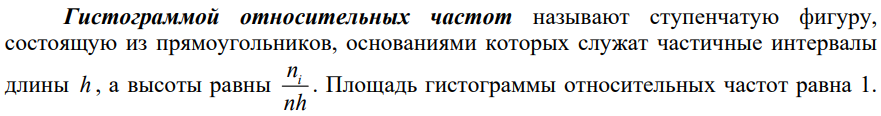 Гистограммой относительных частот называют ступенчатую фигуру,
состоящую из прямоугольников, основаниями которых служат частичные интервалы
длины h, а высоты равны n_i/nh. Площадь гистограммы относительных частот равна 1.